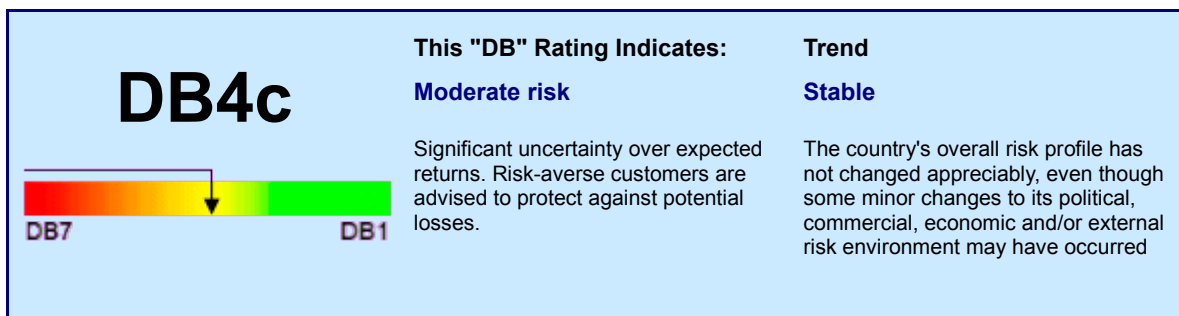 DB4c
DB7
DB1
This "DB" Rating Indicates:
Moderate risk
Significant uncertainty over expected
returns. Risk-averse customers are
advised to protect against potential
losses.
Trend
Stable
The country's overall risk profile has
not changed appreciably, even though
some minor changes to its political,
commercial, economic and/or external
risk environment may have occurred